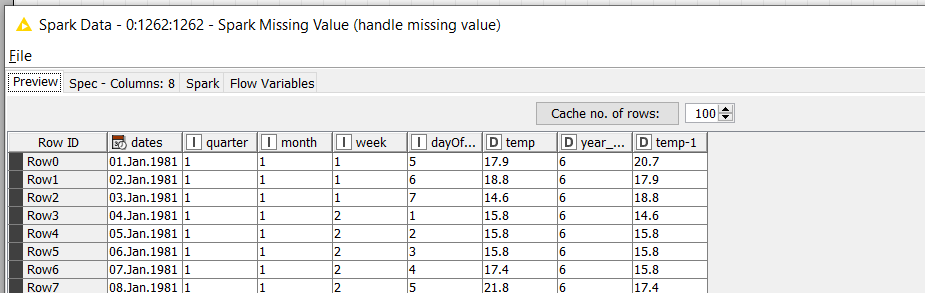 Spark Data - 0:1262:1262 - Spark Missing Value (handle missing value)
File
Preview Spec - Columns: 8 Spark Flow Variables
Cache no. of rows: 100
Row ID dates I quarter I month I week I dayOf... D temp D year_... D temp-1
Row0 01.Jan.1981 1 1 1 5 17.9 6 20.7
Row1 02.Jan.1981 1 1 1 6 18.8 6 17.9
Row2 03.Jan.1981 1 1 1 7 14.6 6 18.8
Row3 04.Jan.1981 1 1 2 1 15.8 6 14.6
Row4 05.Jan.1981 1 1 2 2 15.8 6 15.8
Row5 06.Jan.1981 1 1 2 3 15.8 6 15.8
Row6 07.Jan.1981 1 1 2 4 17.4 6 15.8
Row7 08.Jan.1981 1 1 2 5 21.8 6 17.4